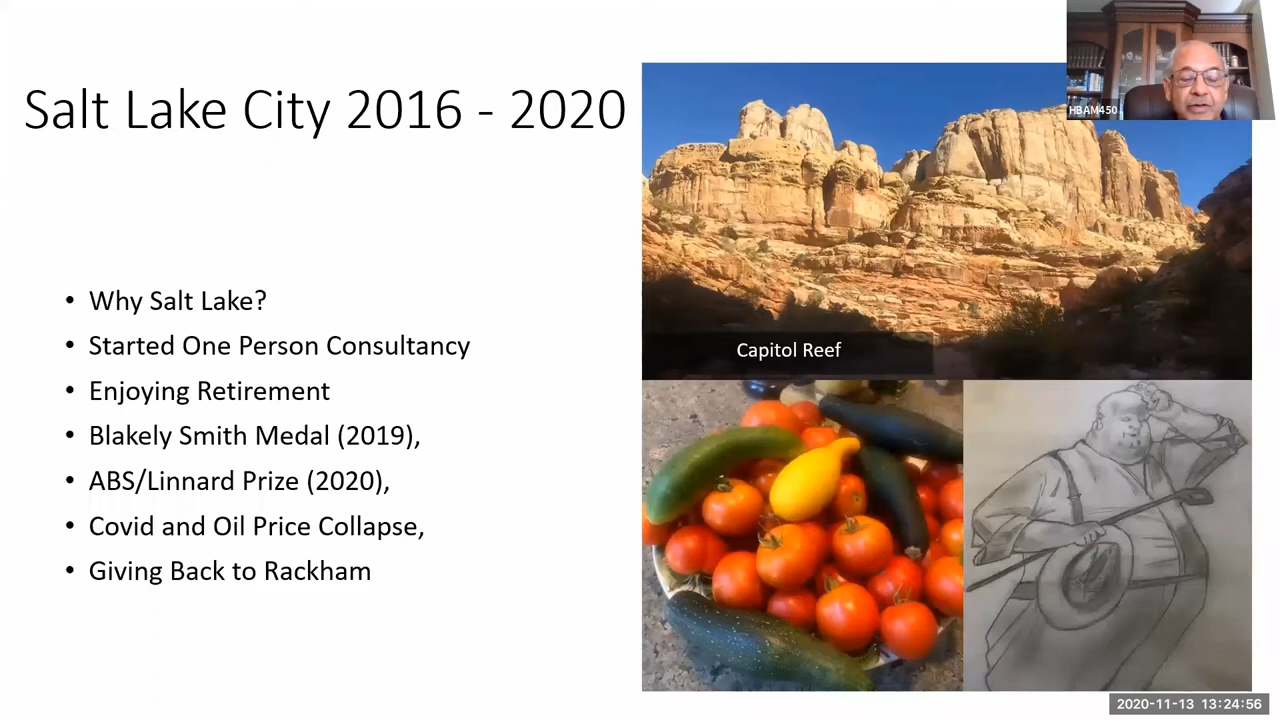 Salt Lake City 2016 - 2020
HBAM450
• Why Salt Lake?
• Started One Person Consultancy
• Enjoying Retirement
• Blakely Smith Medal (2019),
• ABS/Linnard Prize (2020),
• Covid and Oil Price Collapse,
• Giving Back to Rackham
Capitol Reef
2020-11-13 13:24:56